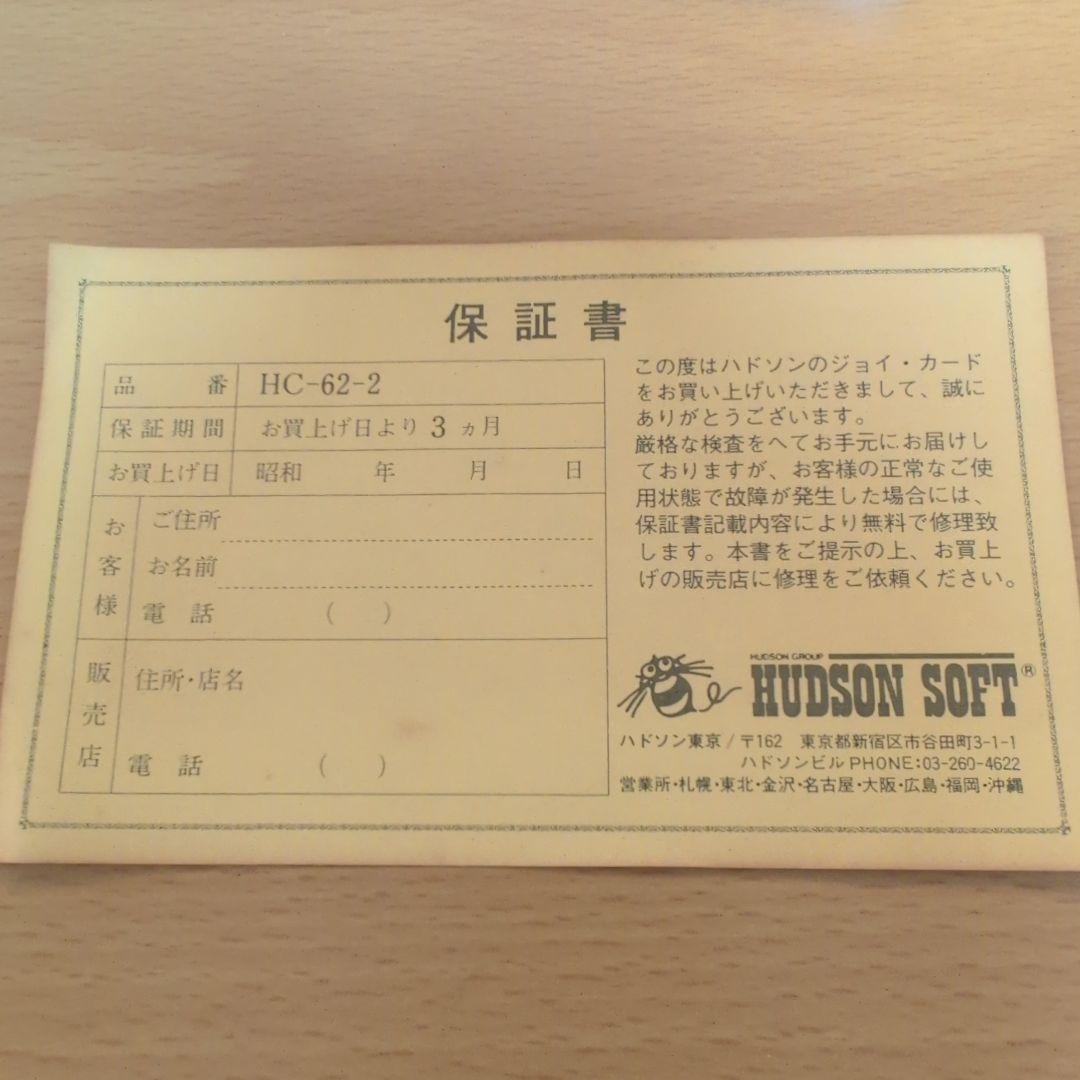 保証書
品番 HC-62-2
保証期間 お買上げ日より 3 ヵ月
お買上げ日 昭和 年 月 日
お客様
ご住所
お名前
電話 ( )
販売店
住所・店名
電話 ( )
この度はハドソンのジョイ・カード
をお買い上げいただきまして、誠に
ありがとうございます。
厳格な検査をへてお手元にお届けし
ておりますが、お客様の正常なご使
用状態で故障が発生した場合には、
保証書記載内容により無料で修理致
します。本書をご提示の上、お買上
げの販売店に修理をご依頼ください。
HUDSON GROUP
HUDSON SOFT®
ハドソン東京/〒162 東京都新宿区市谷田町3-1-1
ハドソンビル PHONE:03-260-4622
営業所・札幌・東北・金沢・名古屋・大阪・広島・福岡・沖縄